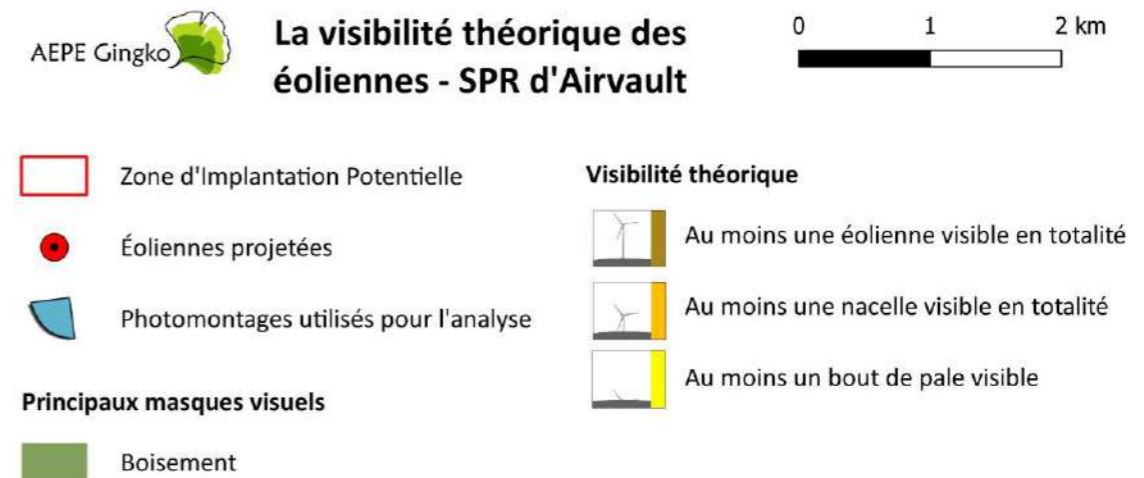 AEPE Gingko
La visibilité théorique des
éoliennes - SPR d'Airvault
0 1 2 km
Zone d'Implantation Potentielle
Éoliennes projetées
Photomontages utilisés pour l'analyse
Principaux masques visuels
Boisement
Visibilité théorique
Au moins une éolienne visible en totalité
Au moins une nacelle visible en totalité
Au moins un bout de pale visible